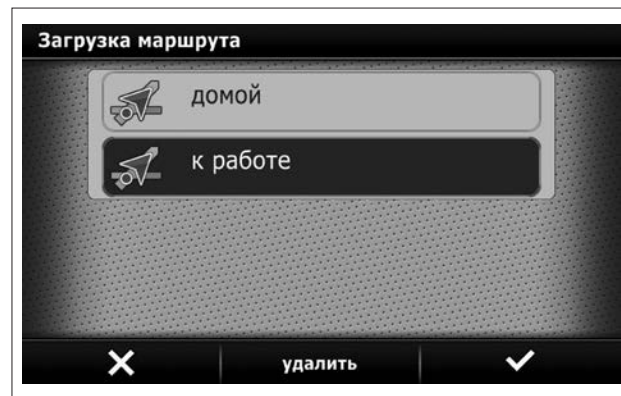 Загрузка маршрута
домой
к работе
удалить